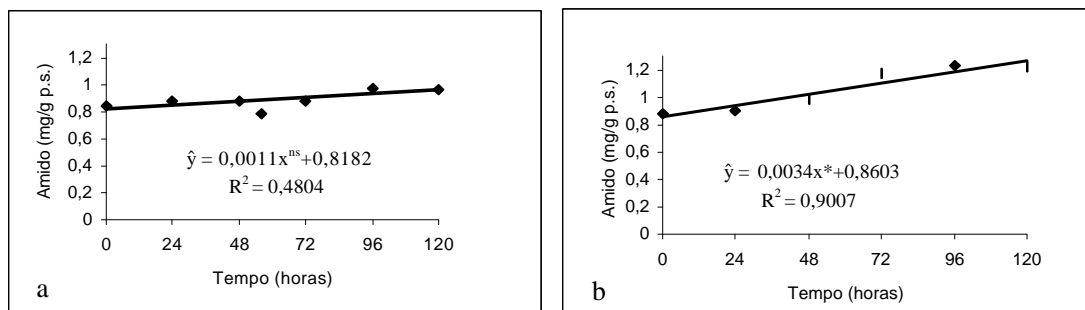 1,2
1
0,8
0,6
0,4
0,2
0
Amido (mg/g p.s.)
ŷ = 0,0011x^ns+0,8182
R² = 0,4804
0 24 48 72 96 120
Tempo (horas)
a
1,2
1
0,8
0,6
0,4
0,2
0
Amido (mg/g p.s.)
ŷ = 0,0034x*+0,8603
R² = 0,9007
0 24 48 72 96 120
Tempo (horas)
b